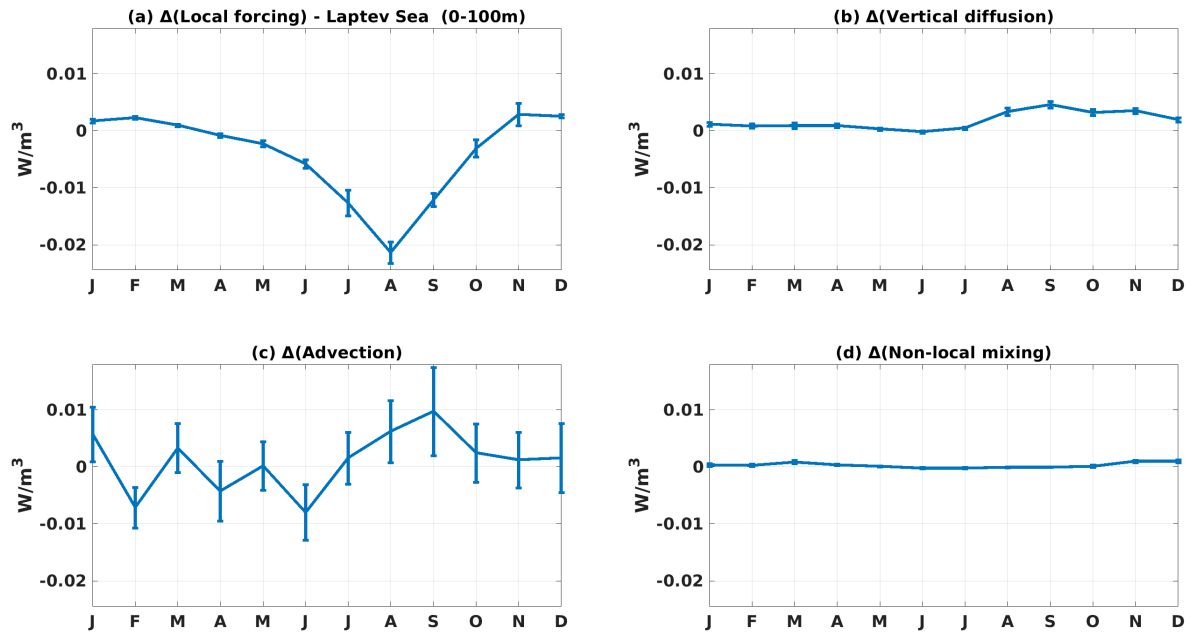 (a) Δ(Local forcing) - Laptev Sea (0-100m)
0.01
0
-0.01
-0.02
W/m³
J F M A M J J A S O N D
(b) Δ(Vertical diffusion)
0.01
0
-0.01
-0.02
W/m³
J F M A M J J A S O N D
(c) Δ(Advection)
0.01
0
-0.01
-0.02
W/m³
J F M A M J J A S O N D
(d) Δ(Non-local mixing)
0.01
0
-0.01
-0.02
W/m³
J F M A M J J A S O N D